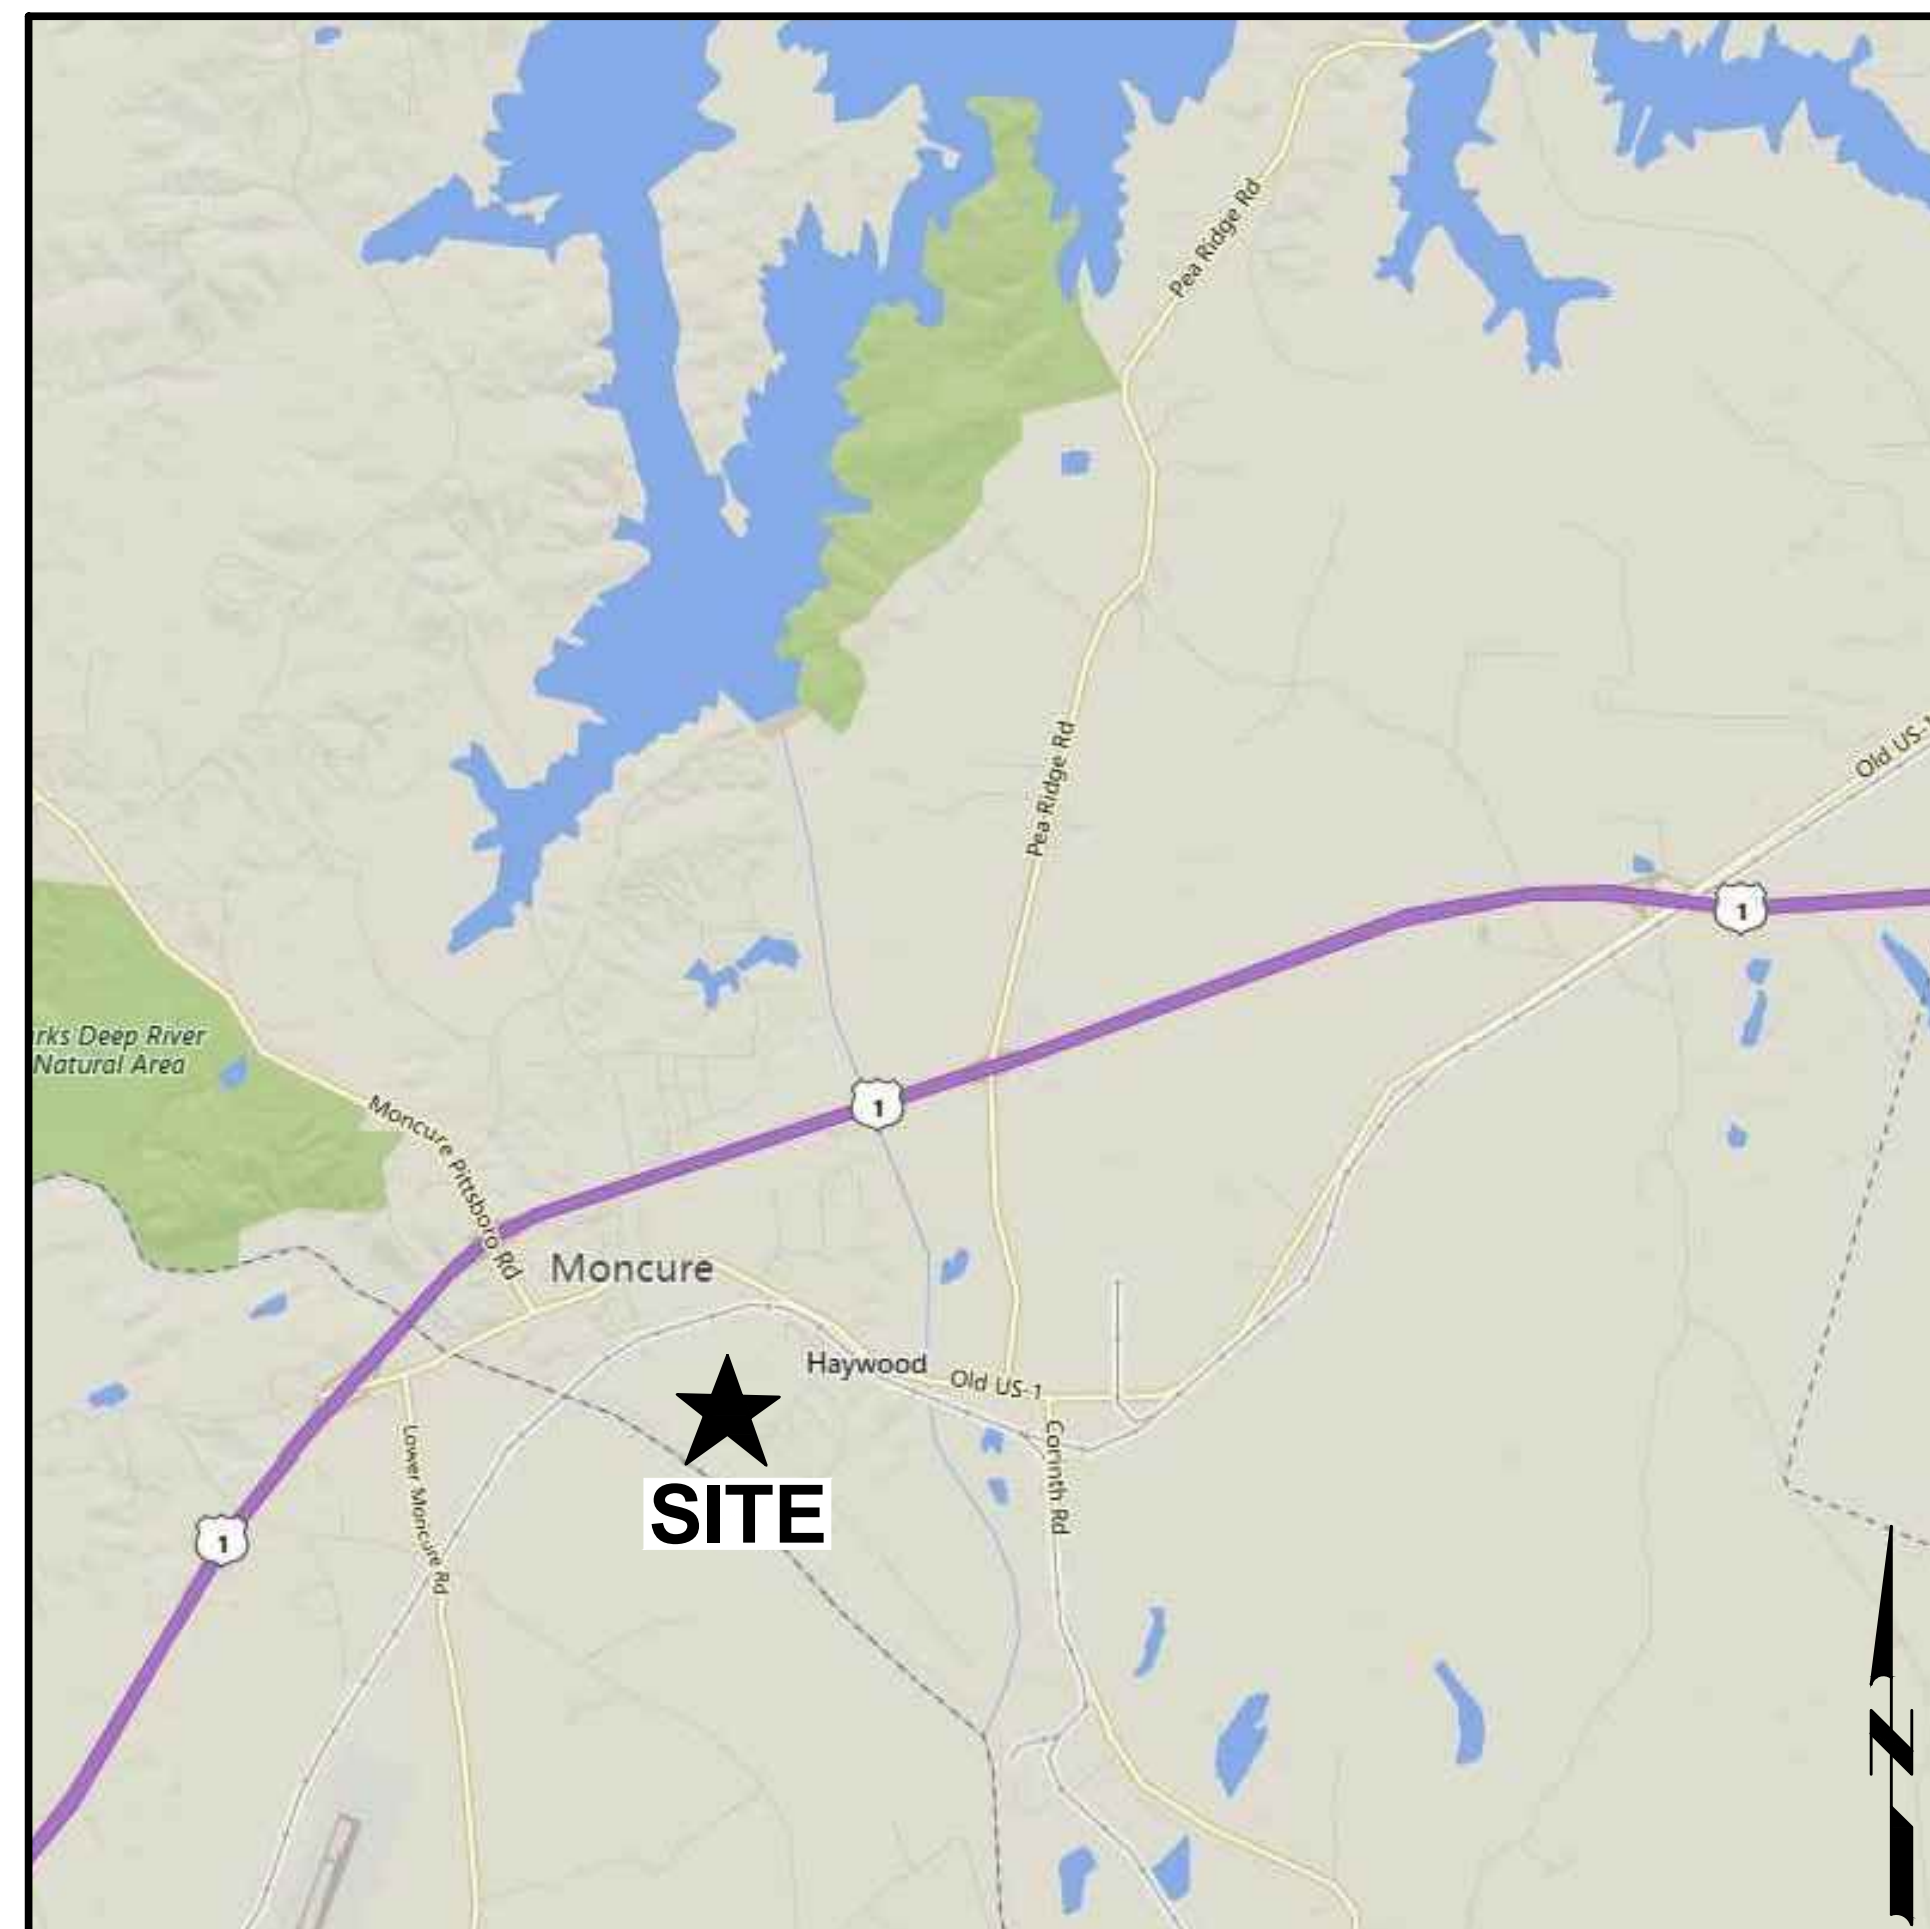 Pea Ridge Rd
Pea Ridge Rd
Old US-1
1
rks Deep River
Natural Area
Moncure Pittsboro Rd
1
Moncure
Haywood
Old US-1
Corinth Rd
Lower Moncure Rd
SITE
1
N